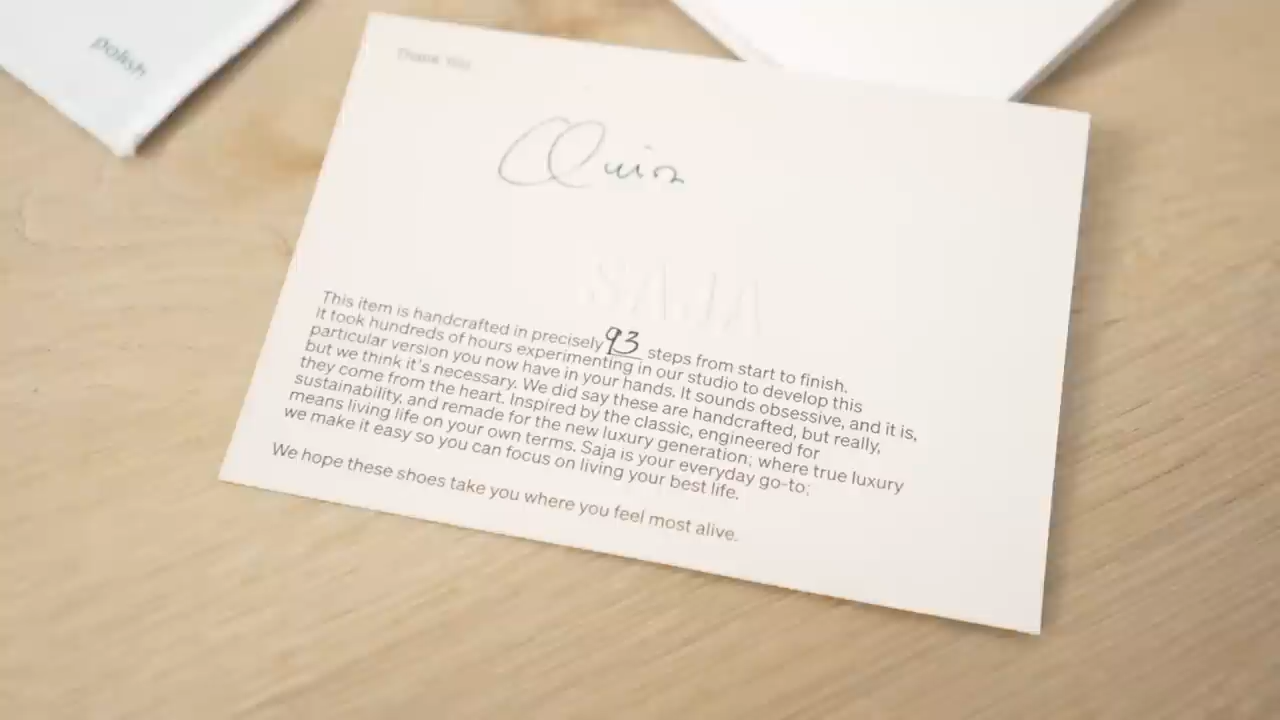 polish
Thank You
SAJA
This item is handcrafted in precisely 93 steps from start to finish.
It took hundreds of hours experimenting in our studio to develop this
particular version you now have in your hands. It sounds obsessive, and it is,
but we think it's necessary. We did say these are handcrafted, but really,
they come from the heart. Inspired by the classic, engineered for
sustainability, and remade for the new luxury generation; where true luxury
means living life on your own terms. Saja is your everyday go-to;
we make it easy so you can focus on living your best life.
We hope these shoes take you where you feel most alive.